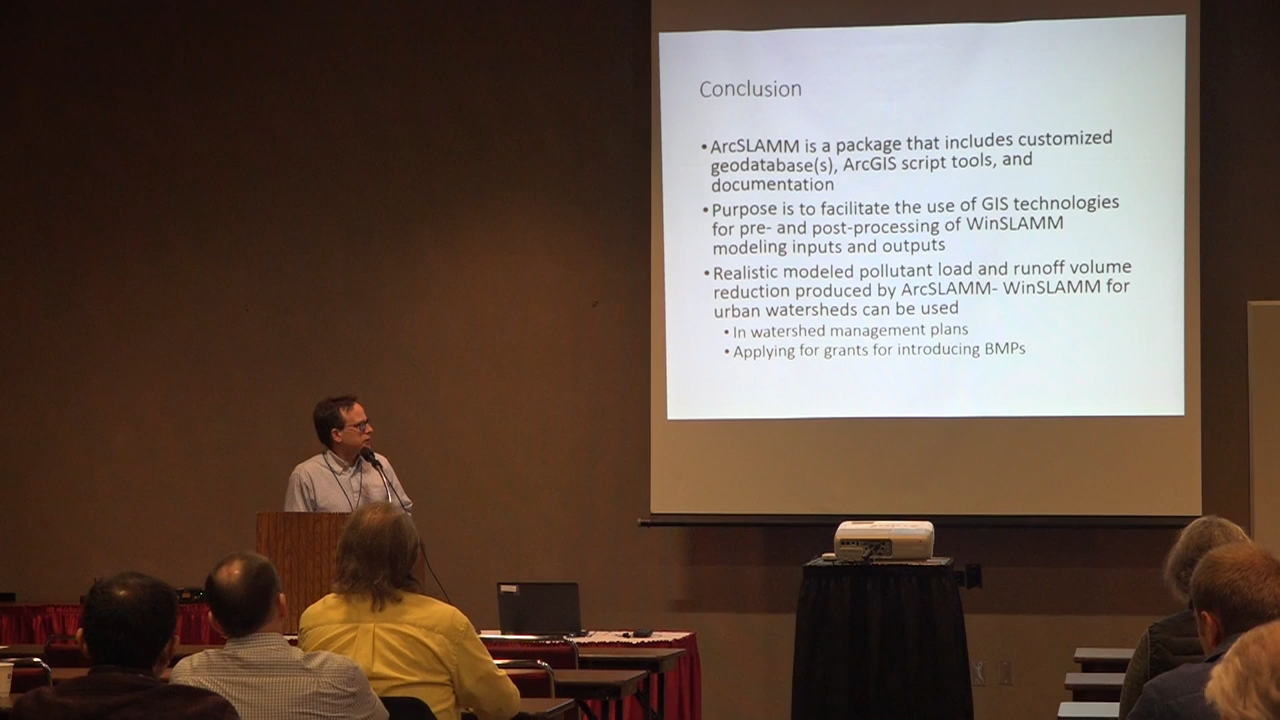 Conclusion
•ArcSLAMM is a package that includes customized
geodatabase(s), ArcGIS script tools, and
documentation
•Purpose is to facilitate the use of GIS technologies
for pre- and post-processing of WinSLAMM
modeling inputs and outputs
•Realistic modeled pollutant load and runoff volume
reduction produced by ArcSLAMM- WinSLAMM for
urban watersheds can be used
•In watershed management plans
•Applying for grants for introducing BMPs